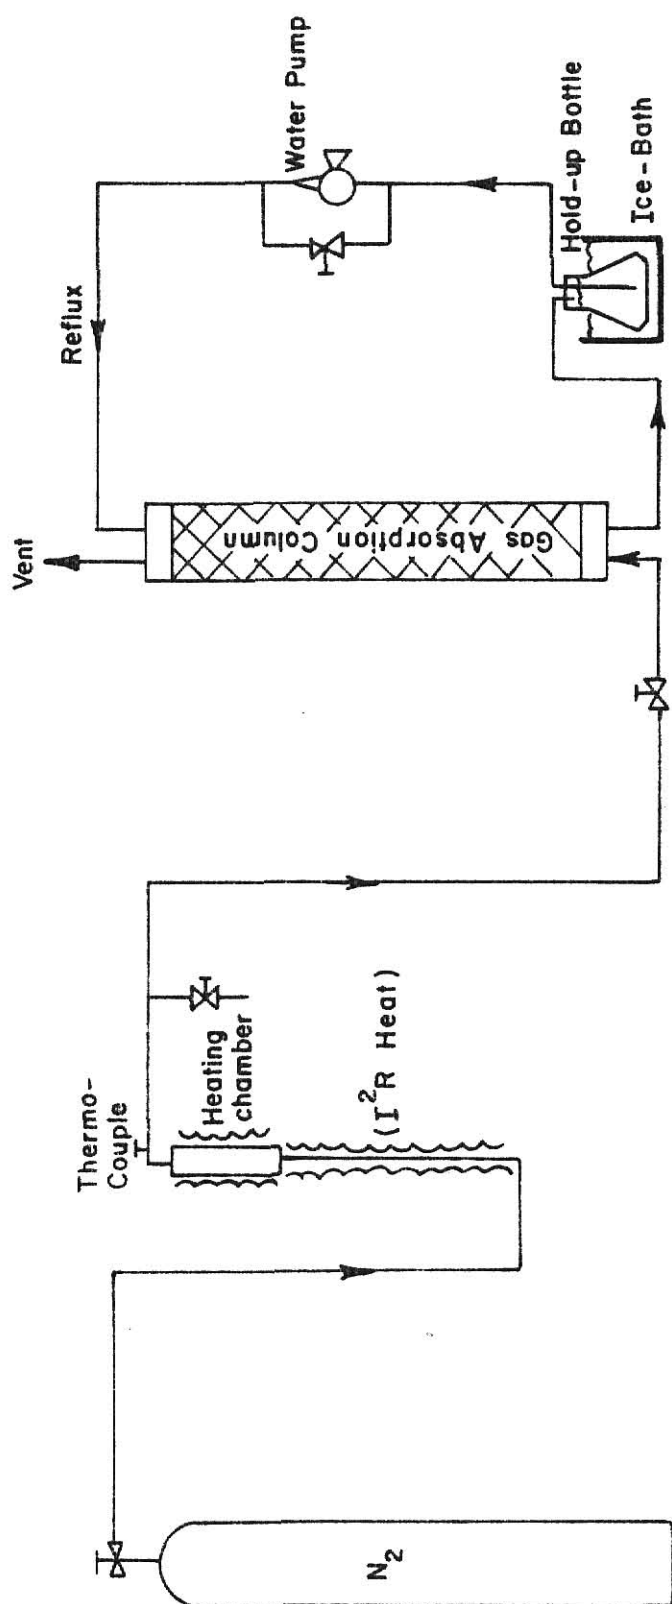 N₂
Thermo-
Couple
Heating
chamber
(I²R Heat)
Vent
Gas Absorption Column
Reflux
Water Pump
Hold-up Bottle
Ice-Bath